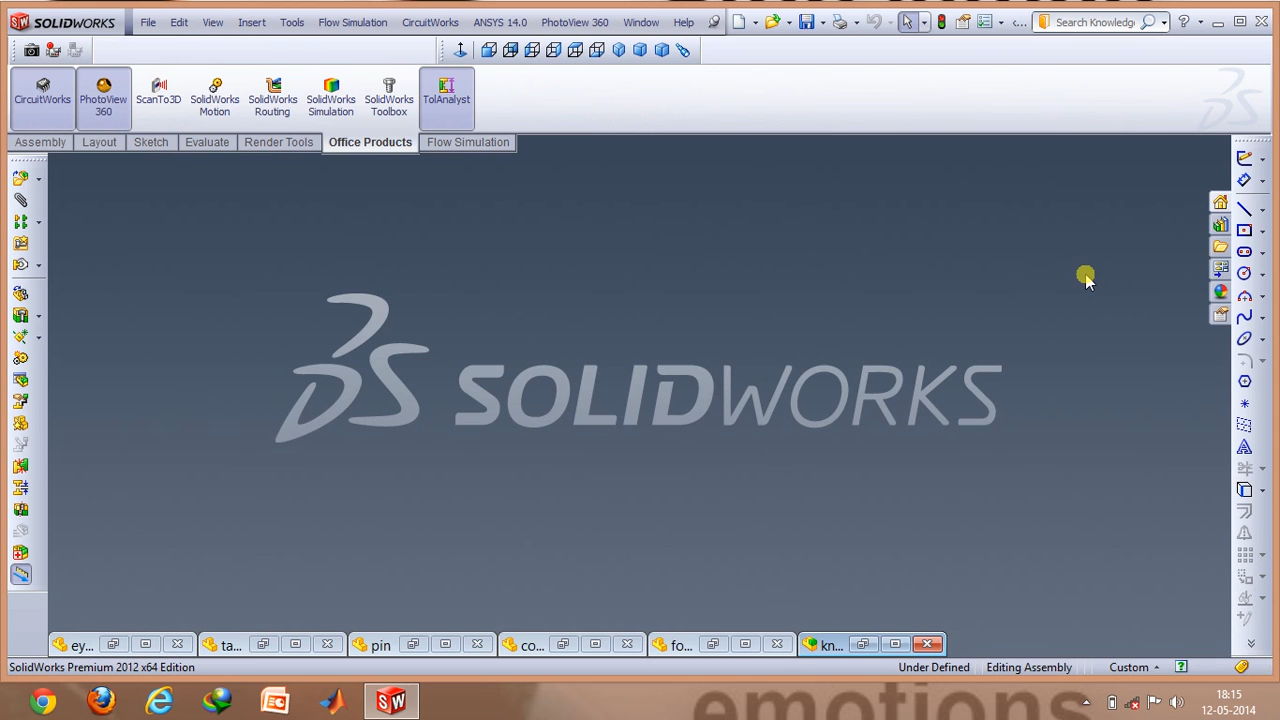 SOLIDWORKS File Edit View Insert Tools Flow Simulation CircuitWorks ANSYS 14.0 PhotoView 360 Window Help Search Knowledg
CircuitWorks PhotoView 360 ScanTo3D SolidWorks Motion SolidWorks Routing SolidWorks Simulation SolidWorks Toolbox TolAnalyst
Assembly Layout Sketch Evaluate Render Tools Office Products Flow Simulation
SOLIDWORKS
ey... ta... pin co... fo... kn...
SolidWorks Premium 2012 x64 Edition Under Defined Editing Assembly Custom
18:15
12-05-2014
emotions